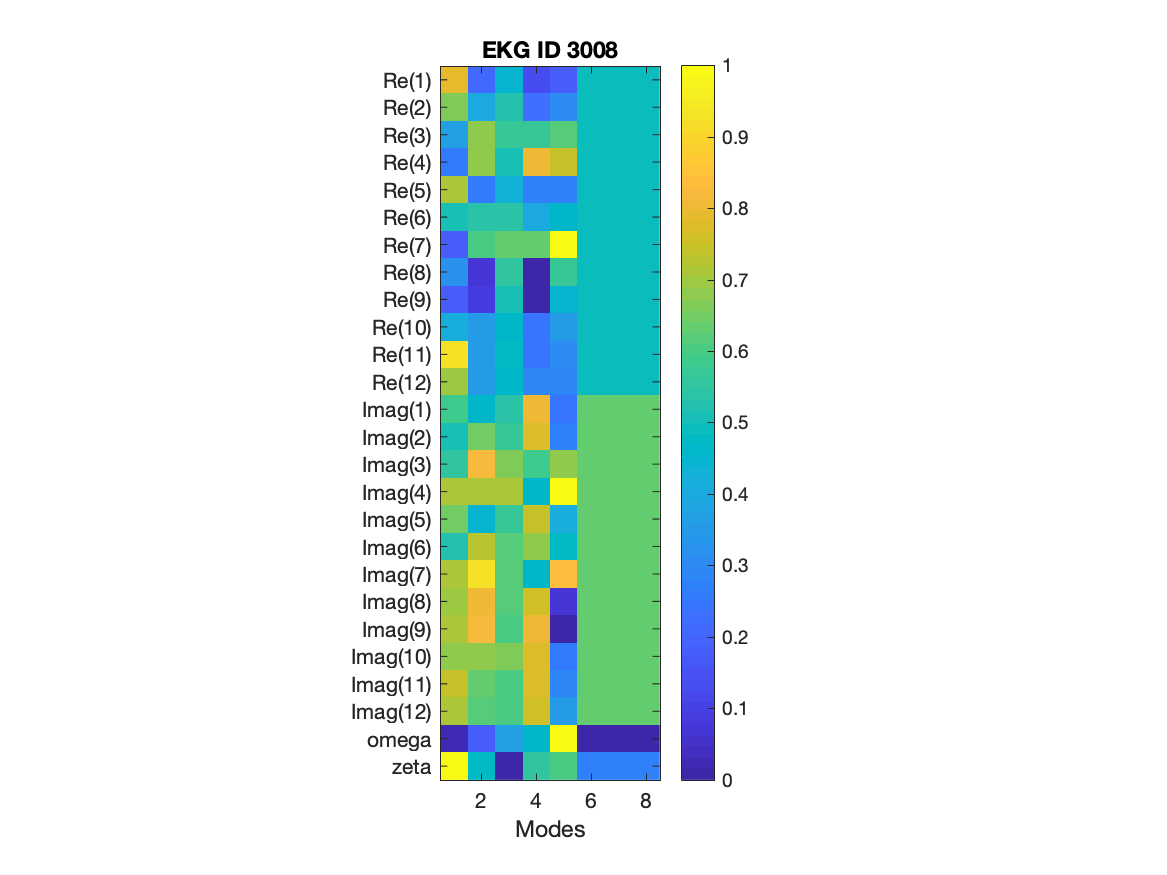 EKG ID 3008
Re(1)
Re(2)
Re(3)
Re(4)
Re(5)
Re(6)
Re(7)
Re(8)
Re(9)
Re(10)
Re(11)
Re(12)
Imag(1)
Imag(2)
Imag(3)
Imag(4)
Imag(5)
Imag(6)
Imag(7)
Imag(8)
Imag(9)
Imag(10)
Imag(11)
Imag(12)
omega
zeta
2 4 6 8
Modes
1
0.9
0.8
0.7
0.6
0.5
0.4
0.3
0.2
0.1
0